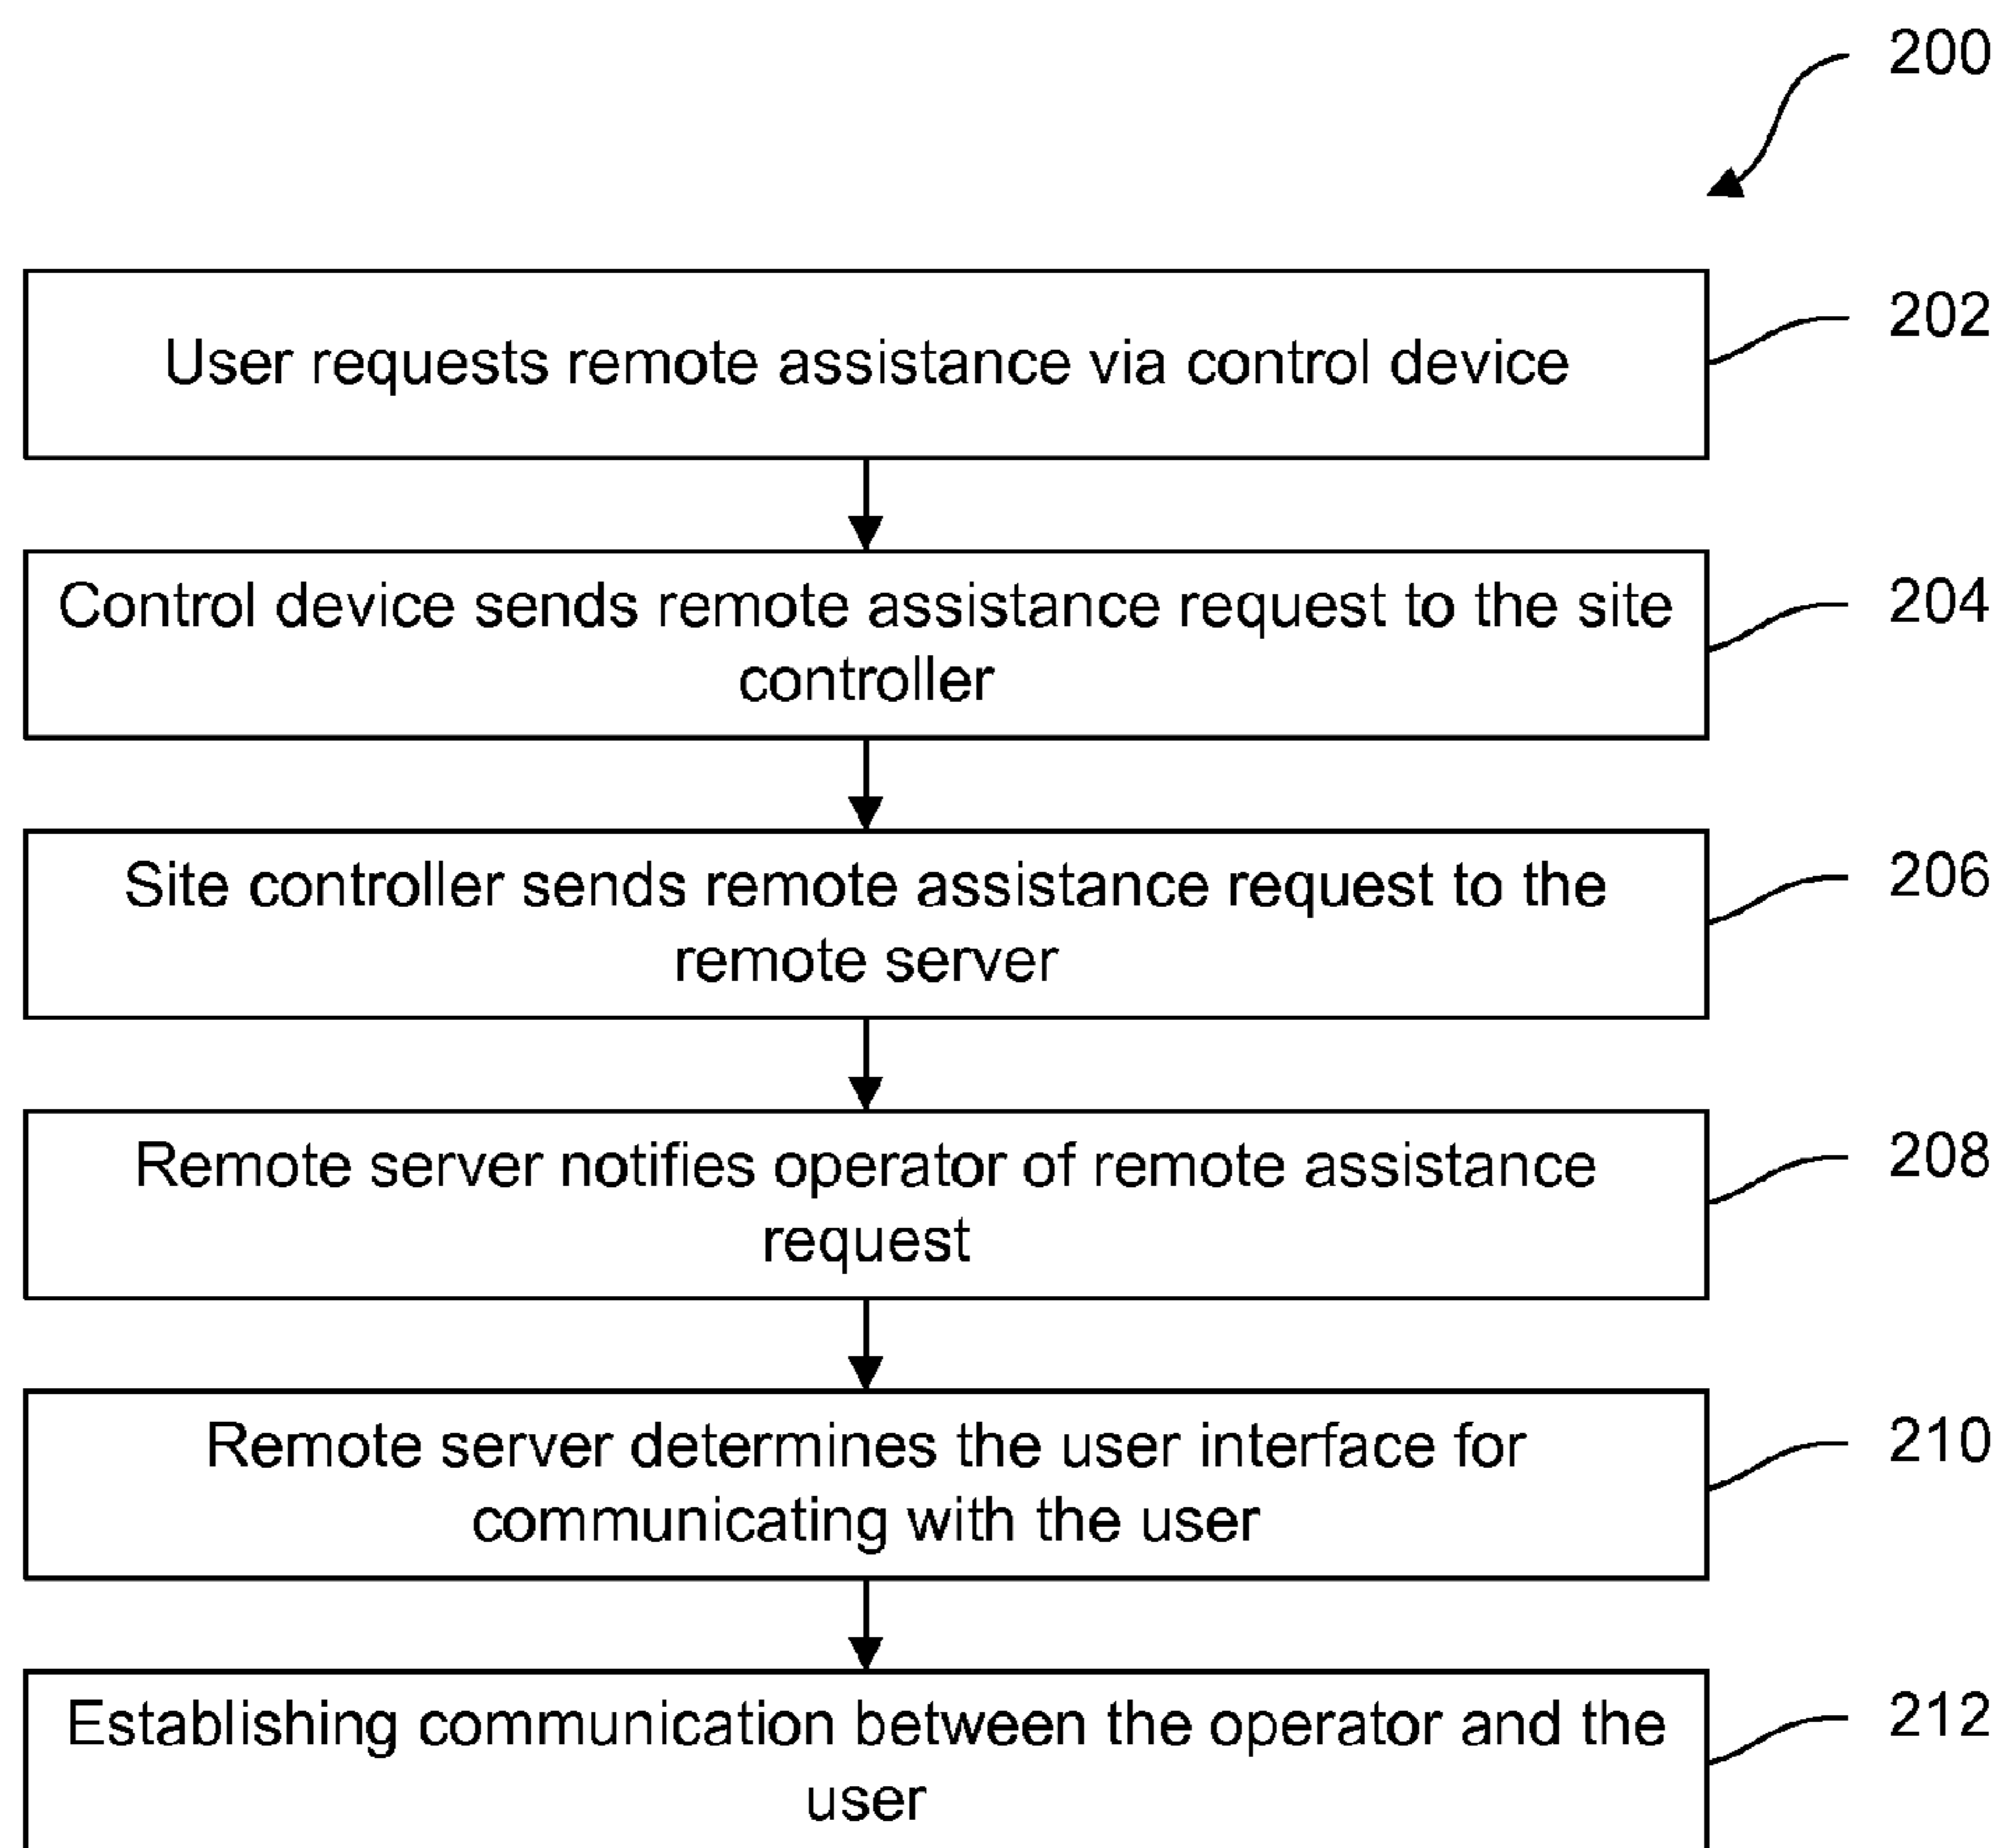 200
User requests remote assistance via control device
202
Control device sends remote assistance request to the site
controller
204
Site controller sends remote assistance request to the
remote server
206
Remote server notifies operator of remote assistance
request
208
Remote server determines the user interface for
communicating with the user
210
Establishing communication between the operator and the
user
212